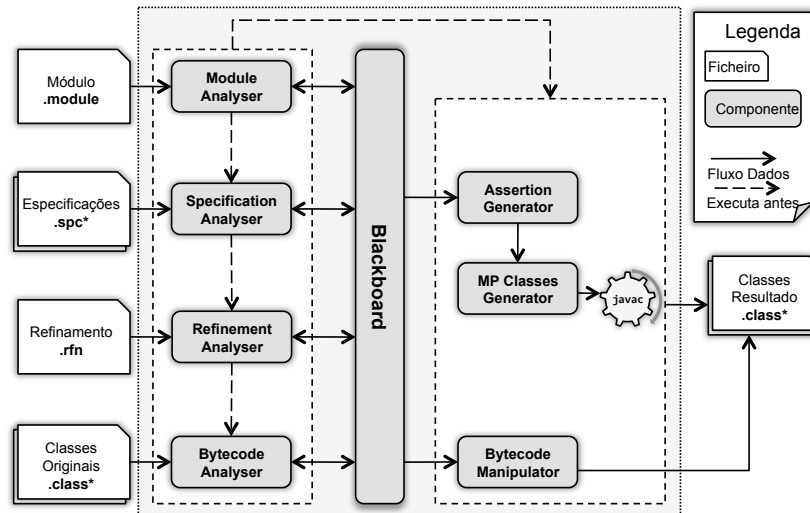 Módulo
.module
Especificações
.spc*
Refinamento
.rfn
Classes
Originais
.class*
Module
Analyser
Specification
Analyser
Refinement
Analyser
Bytecode
Analyser
Blackboard
Assertion
Generator
MP Classes
Generator
javac
Bytecode
Manipulator
Legenda
Ficheiro
Componente
Fluxo Dados
Executa antes
Classes
Resultado
.class*